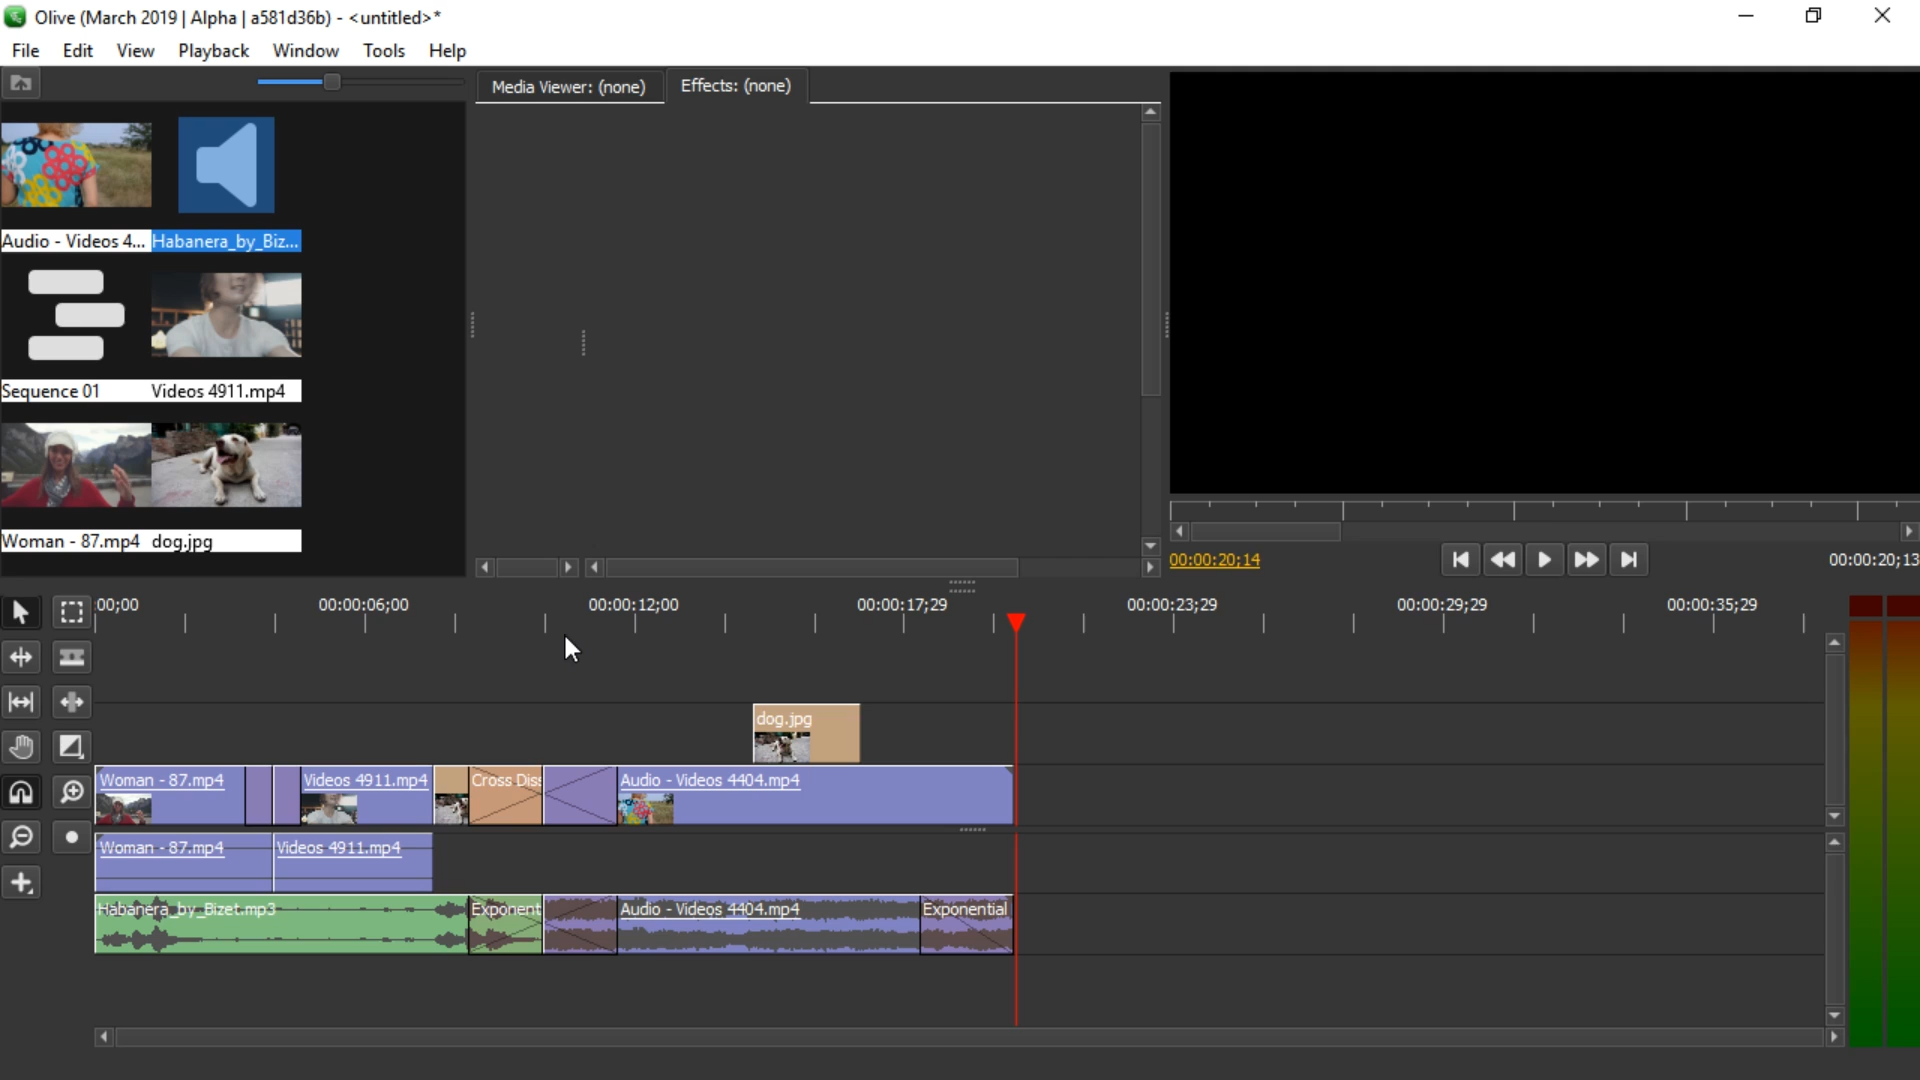 Olive (March 2019 | Alpha | a581d36b) - <untitled>*
File Edit View Playback Window Tools Help
Media Viewer: (none) Effects: (none)
Audio - Videos 4... Habanera_by_Biz...
Sequence 01 Videos 4911.mp4
Woman - 87.mp4 dog.jpg
00:00:20;14 00:00:20;13
:00;00 00:00:06;00 00:00:12;00 00:00:17;29 00:00:23;29 00:00:29;29 00:00:35;29
dog.jpg
Woman - 87.mp4 Videos 4911.mp4 Cross Dis Audio - Videos 4404.mp4
Woman - 87.mp4 Videos 4911.mp4
Habanera_by_Bizet.mp3 Exponent Audio - Videos 4404.mp4 Exponential